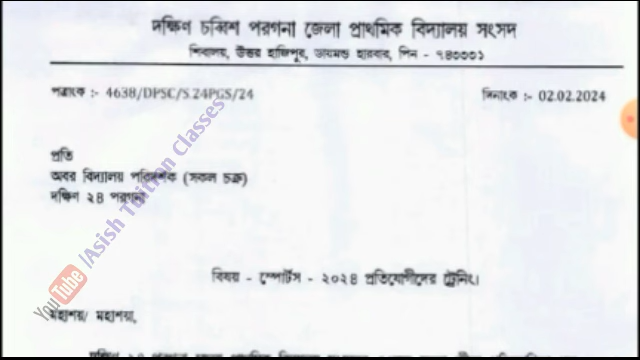 দক্ষিণ চব্বিশ পরগনা জেলা প্রাথমিক বিদ্যালয় সংসদ
শিবালয়, উত্তর হাজিপুর, ডায়মন্ড হারবার, পিন - ৭৪৩৩৩১
পত্রাংক :- 4638/DPSC/S.24PGS/24
দিনাংক :- 02.02.2024
প্রতি
অবর বিদ্যালয় পরিদর্শক (সকল চক্র)
দক্ষিণ ২৪ পরগনা
বিষয় - স্পোর্টস - ২০২৪ প্রতিযোগীদের ট্রেনিং।
মহাশয়/ মহাশয়া,
YouTube /Asish Tuition Classes